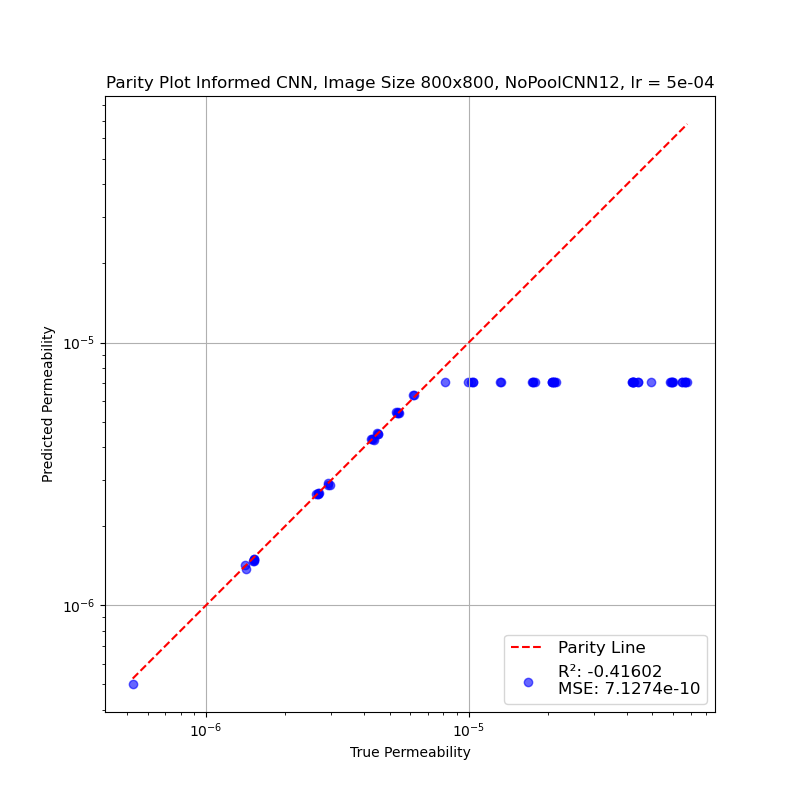 Parity Plot Informed CNN, Image Size 800x800, NoPoolCNN12, lr = 5e-04
Predicted Permeability
10⁻⁵
10⁻⁶
Parity Line
R²: -0.41602
MSE: 7.1274e-10
10⁻⁶
10⁻⁵
True Permeability